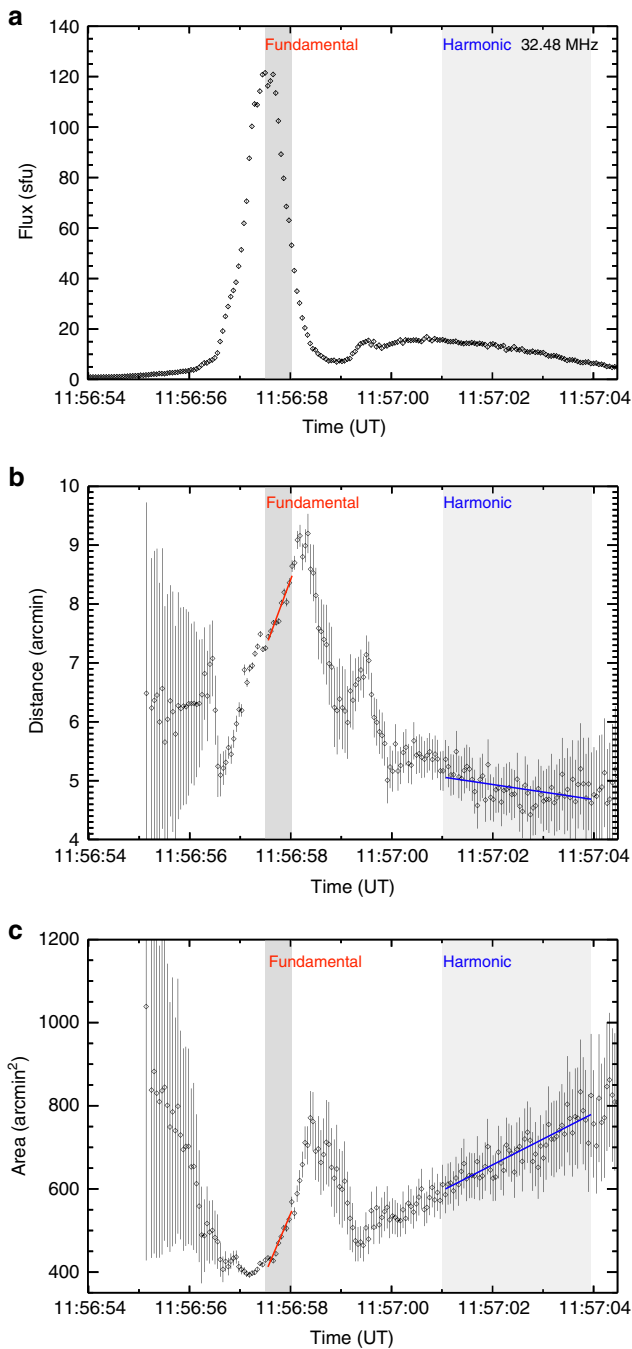 a
140
120
100
80
60
40
20
0
Flux (sfu)
Fundamental
Harmonic 32.48 MHz
11:56:54 11:56:56 11:56:58 11:57:00 11:57:02 11:57:04
Time (UT)
b
10
9
8
7
6
5
4
Distance (arcmin)
Fundamental
Harmonic
11:56:54 11:56:56 11:56:58 11:57:00 11:57:02 11:57:04
Time (UT)
c
1200
1000
800
600
400
Area (arcmin²)
Fundamental
Harmonic
11:56:54 11:56:56 11:56:58 11:57:00 11:57:02 11:57:04
Time (UT)